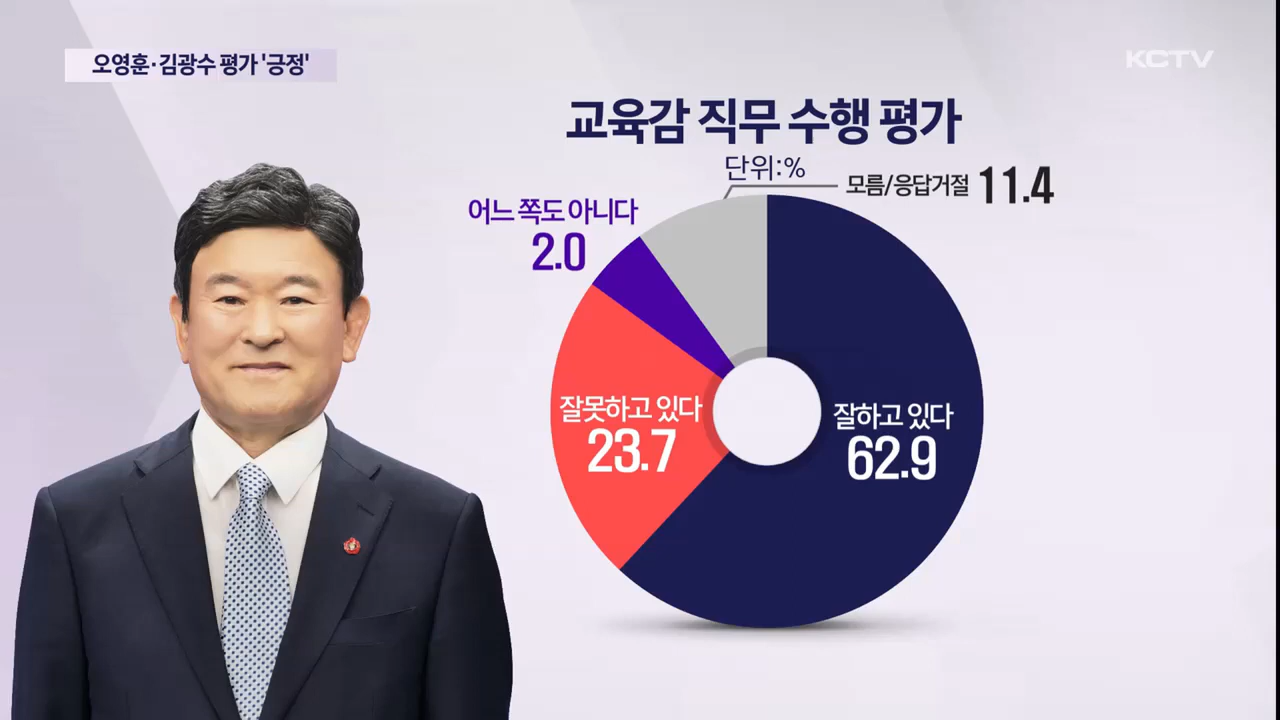 오영훈·김광수 평가 '긍정'
KCTV
교육감 직무 수행 평가
단위:%
모름/응답거절 11.4
어느 쪽도 아니다
2.0
잘못하고 있다
23.7
잘하고 있다
62.9